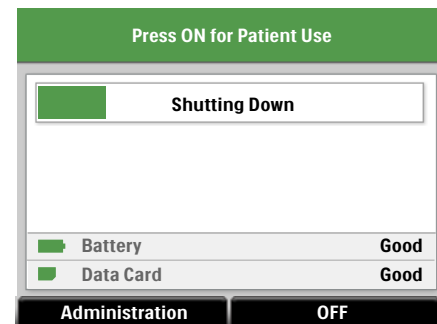 Press ON for Patient Use
Shutting Down
Battery Good
Data Card Good
Administration OFF